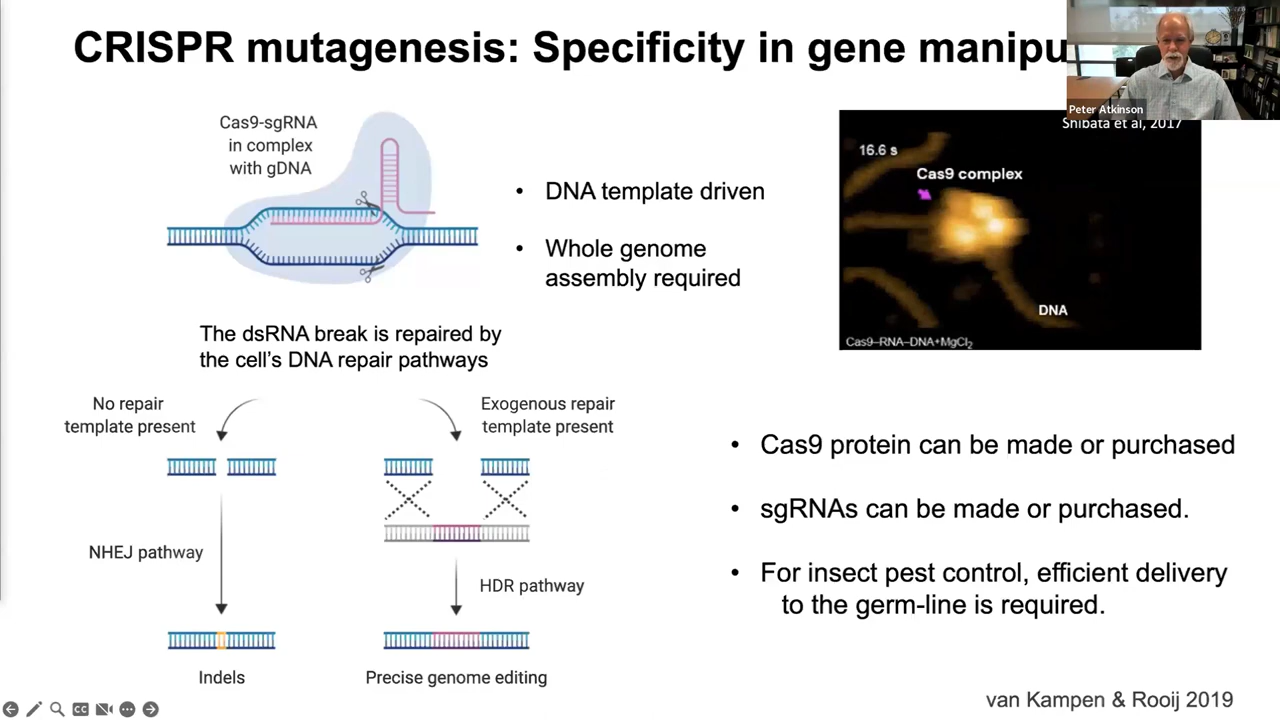 CRISPR mutagenesis: Specificity in gene manipu
Peter Atkinson
Cas9-sgRNA
in complex
with gDNA
• DNA template driven
• Whole genome
assembly required
Shibata et al, 2017
16.6 s
Cas9 complex
DNA
Cas9–RNA–DNA+MgCl₂
The dsRNA break is repaired by
the cell's DNA repair pathways
No repair
template present
Exogenous repair
template present
NHEJ pathway
HDR pathway
Indels
Precise genome editing
• Cas9 protein can be made or purchased
• sgRNAs can be made or purchased.
• For insect pest control, efficient delivery
to the germ-line is required.
van Kampen & Rooij 2019
CC